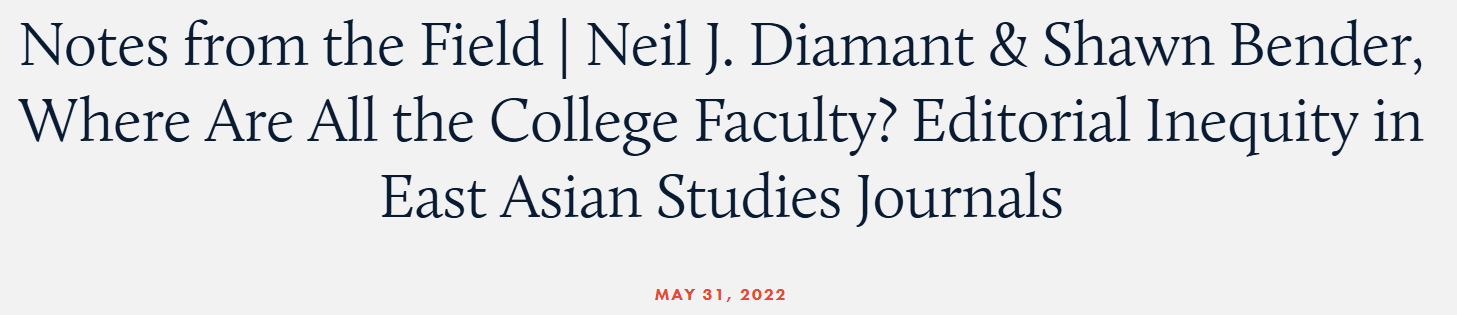 Notes from the Field | Neil J. Diamant & Shawn Bender,
Where Are All the College Faculty? Editorial Inequity in
East Asian Studies Journals
MAY 31, 2022